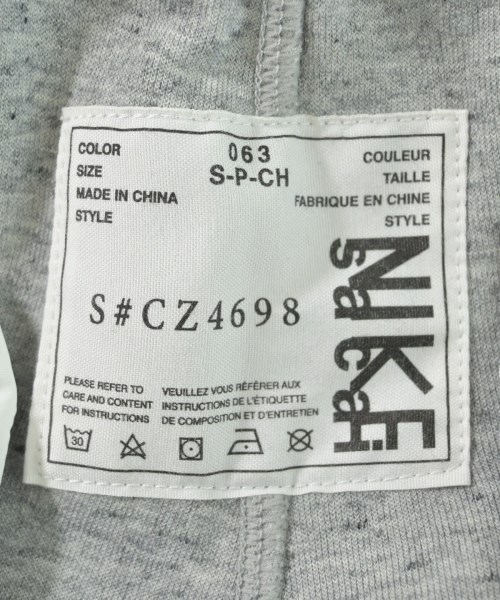 COLOR 063 COULEUR
SIZE S-P-CH TAILLE
MADE IN CHINA FABRIQUE EN CHINE
STYLE STYLE
S#CZ4698
NIKE
sacai
PLEASE REFER TO
CARE AND CONTENT
FOR INSTRUCTIONS
VEUILLEZ VOUS RÉFÉRER AUX
INSTRUCTIONS DE L'ÉTIQUETTE
DE COMPOSITION ET D'ENTRETIEN
30